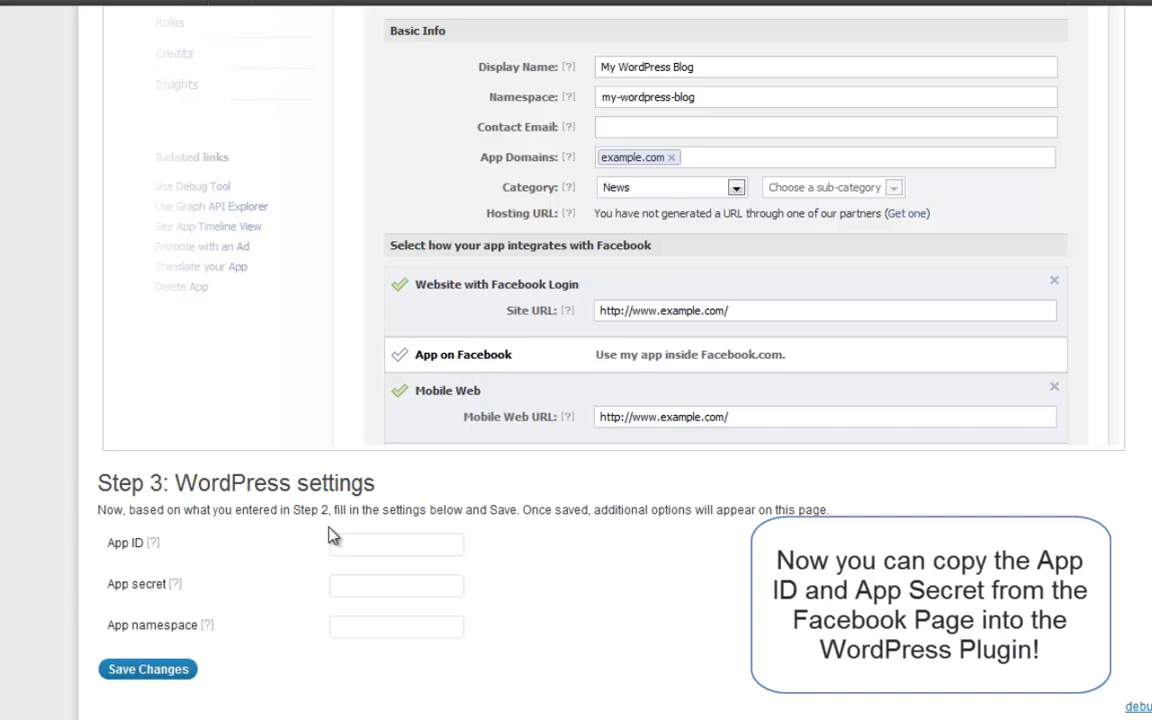 Roles
Credits
Insights
Related links
Use Debug Tool
Use Graph API Explorer
See App Timeline View
Promote with an Ad
Translate your App
Delete App
Basic Info
Display Name: [?] My WordPress Blog
Namespace: [?] my-wordpress-blog
Contact Email: [?]
App Domains: [?] example.com ×
Category: [?] News Choose a sub-category
Hosting URL: [?] You have not generated a URL through one of our partners (Get one)
Select how your app integrates with Facebook
Website with Facebook Login
Site URL: [?] http://www.example.com/
App on Facebook Use my app inside Facebook.com.
Mobile Web
Mobile Web URL: [?] http://www.example.com/
Step 3: WordPress settings
Now, based on what you entered in Step 2, fill in the settings below and Save. Once saved, additional options will appear on this page.
App ID [?]
App secret [?]
App namespace [?]
Save Changes
Now you can copy the App
ID and App Secret from the
Facebook Page into the
WordPress Plugin!